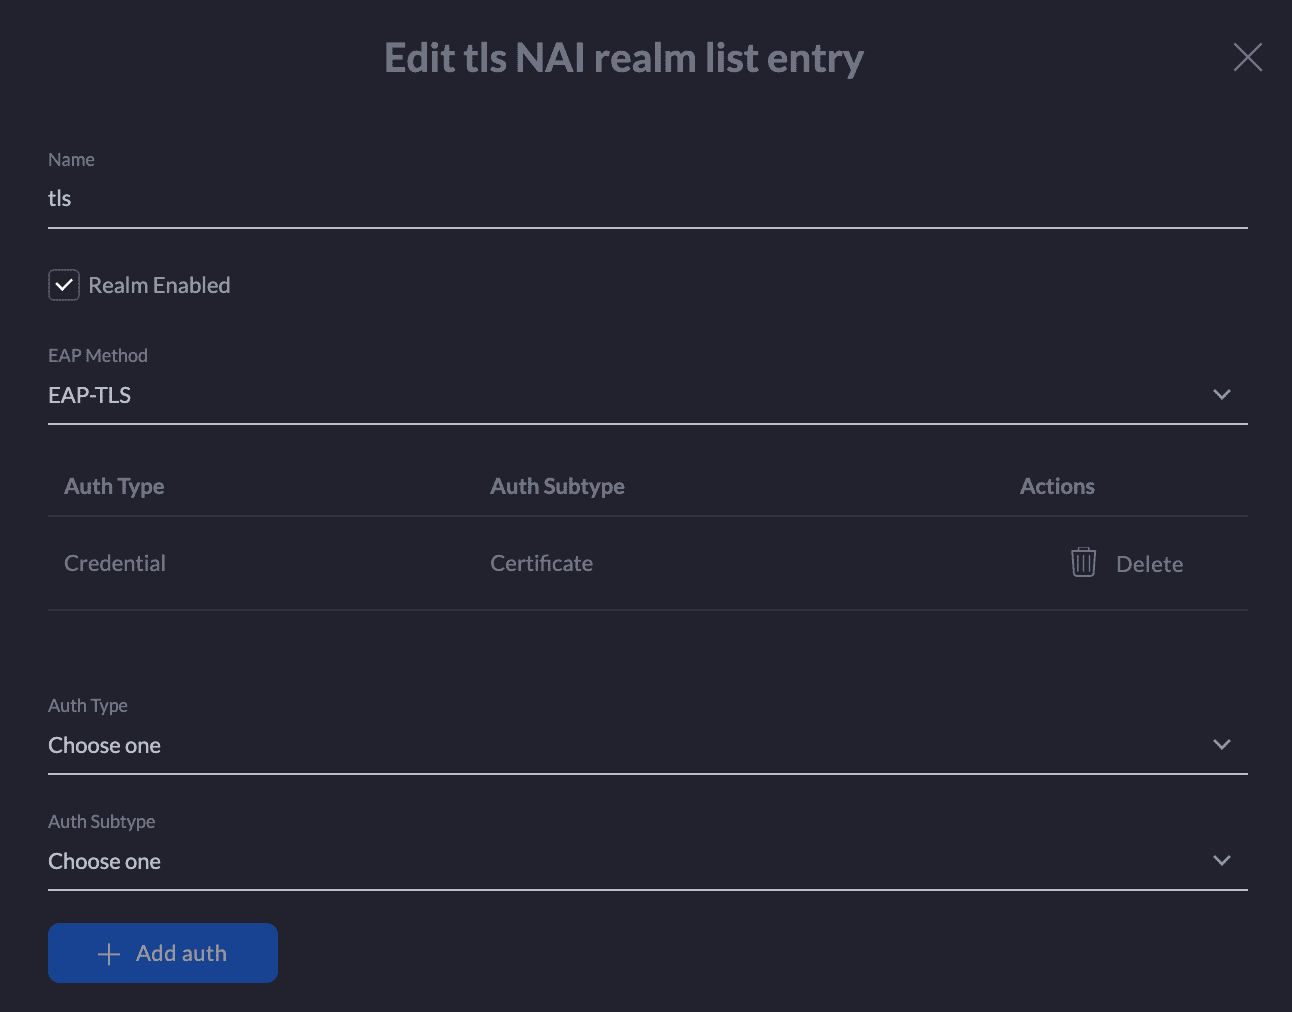 Edit tls NAI realm list entry
Name
tls
Realm Enabled
EAP Method
EAP-TLS
Auth Type Auth Subtype Actions
Credential Certificate Delete
Auth Type
Choose one
Auth Subtype
Choose one
Add auth